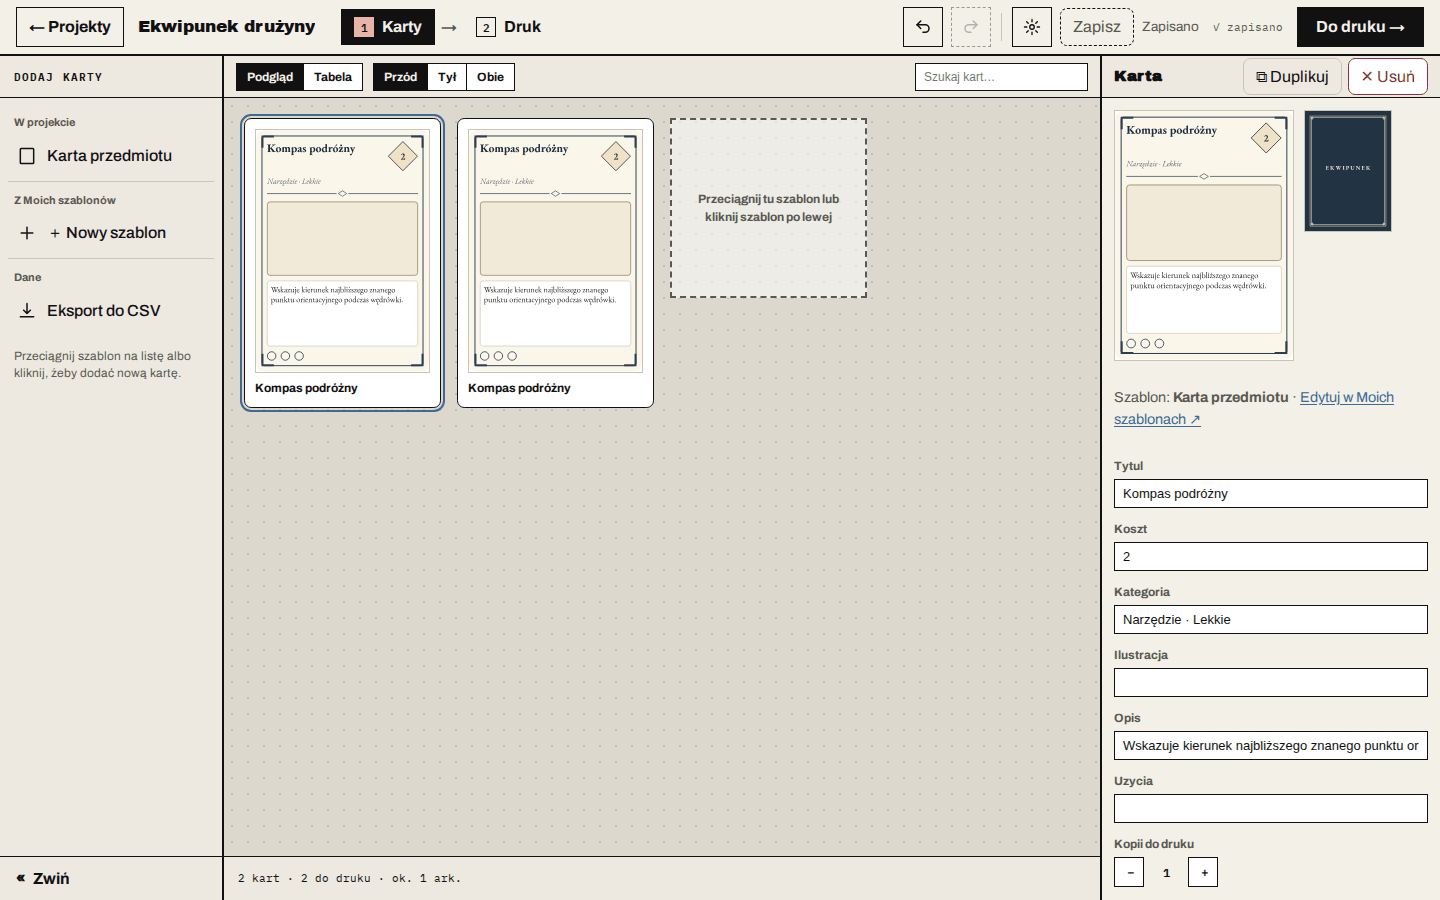 ← Projekty
Ekwipunek drużyny
1 Karty → 2 Druk
Zapisz
Zapisano
√ zapisano
Do druku →
DODAJ KARTY
W projekcie
Karta przedmiotu
Z Moich szablonów
+ Nowy szablon
Dane
Eksport do CSV
Przeciągnij szablon na listę albo
kliknij, żeby dodać nową kartę.
« Zwiń
Podgląd Tabela
Przód Tył Obie
Szukaj kart…
Kompas podróżny
2
Narzędzie · Lekkie
Wskazuje kierunek najbliższego znanego
punktu orientacyjnego podczas wędrówki.
Kompas podróżny
Kompas podróżny
2
Narzędzie · Lekkie
Wskazuje kierunek najbliższego znanego
punktu orientacyjnego podczas wędrówki.
Kompas podróżny
Przeciągnij tu szablon lub
kliknij szablon po lewej
2 kart · 2 do druku · ok. 1 ark.
Karta
Duplikuj
✕ Usuń
Kompas podróżny
2
Narzędzie · Lekkie
Wskazuje kierunek najbliższego znanego
punktu orientacyjnego podczas wędrówki.
EKWIPUNEK
Szablon: Karta przedmiotu · Edytuj w Moich
szablonach ↗
Tytul
Kompas podróżny
Koszt
2
Kategoria
Narzędzie · Lekkie
Ilustracja
Opis
Wskazuje kierunek najbliższego znanego punktu or
Uzycia
Kopii do druku
− 1 +